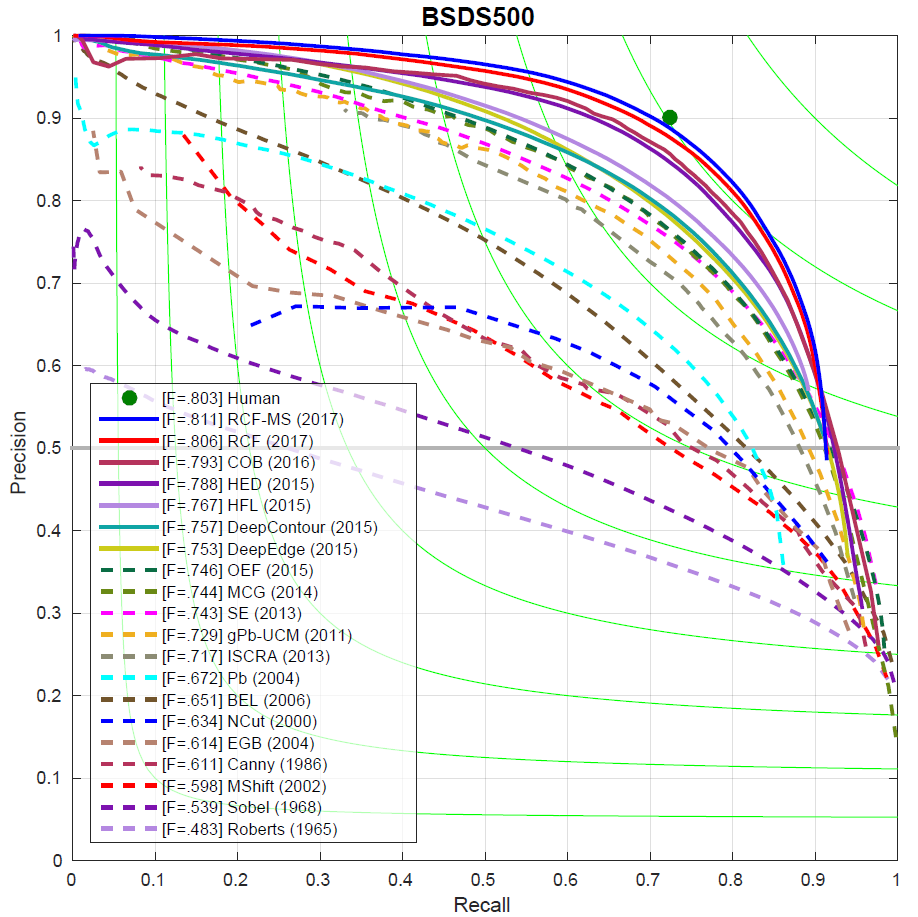 BSDS500
1
0.9
0.8
0.7
0.6
0.5
0.4
0.3
0.2
0.1
0
Precision
[F=.803] Human
[F=.811] RCF-MS (2017)
[F=.806] RCF (2017)
[F=.793] COB (2016)
[F=.788] HED (2015)
[F=.767] HFL (2015)
[F=.757] DeepContour (2015)
[F=.753] DeepEdge (2015)
[F=.746] OEF (2015)
[F=.744] MCG (2014)
[F=.743] SE (2013)
[F=.729] gPb-UCM (2011)
[F=.717] ISCRA (2013)
[F=.672] Pb (2004)
[F=.651] BEL (2006)
[F=.634] NCut (2000)
[F=.614] EGB (2004)
[F=.611] Canny (1986)
[F=.598] MShift (2002)
[F=.539] Sobel (1968)
[F=.483] Roberts (1965)
0 0.1 0.2 0.3 0.4 0.5 0.6 0.7 0.8 0.9 1
Recall